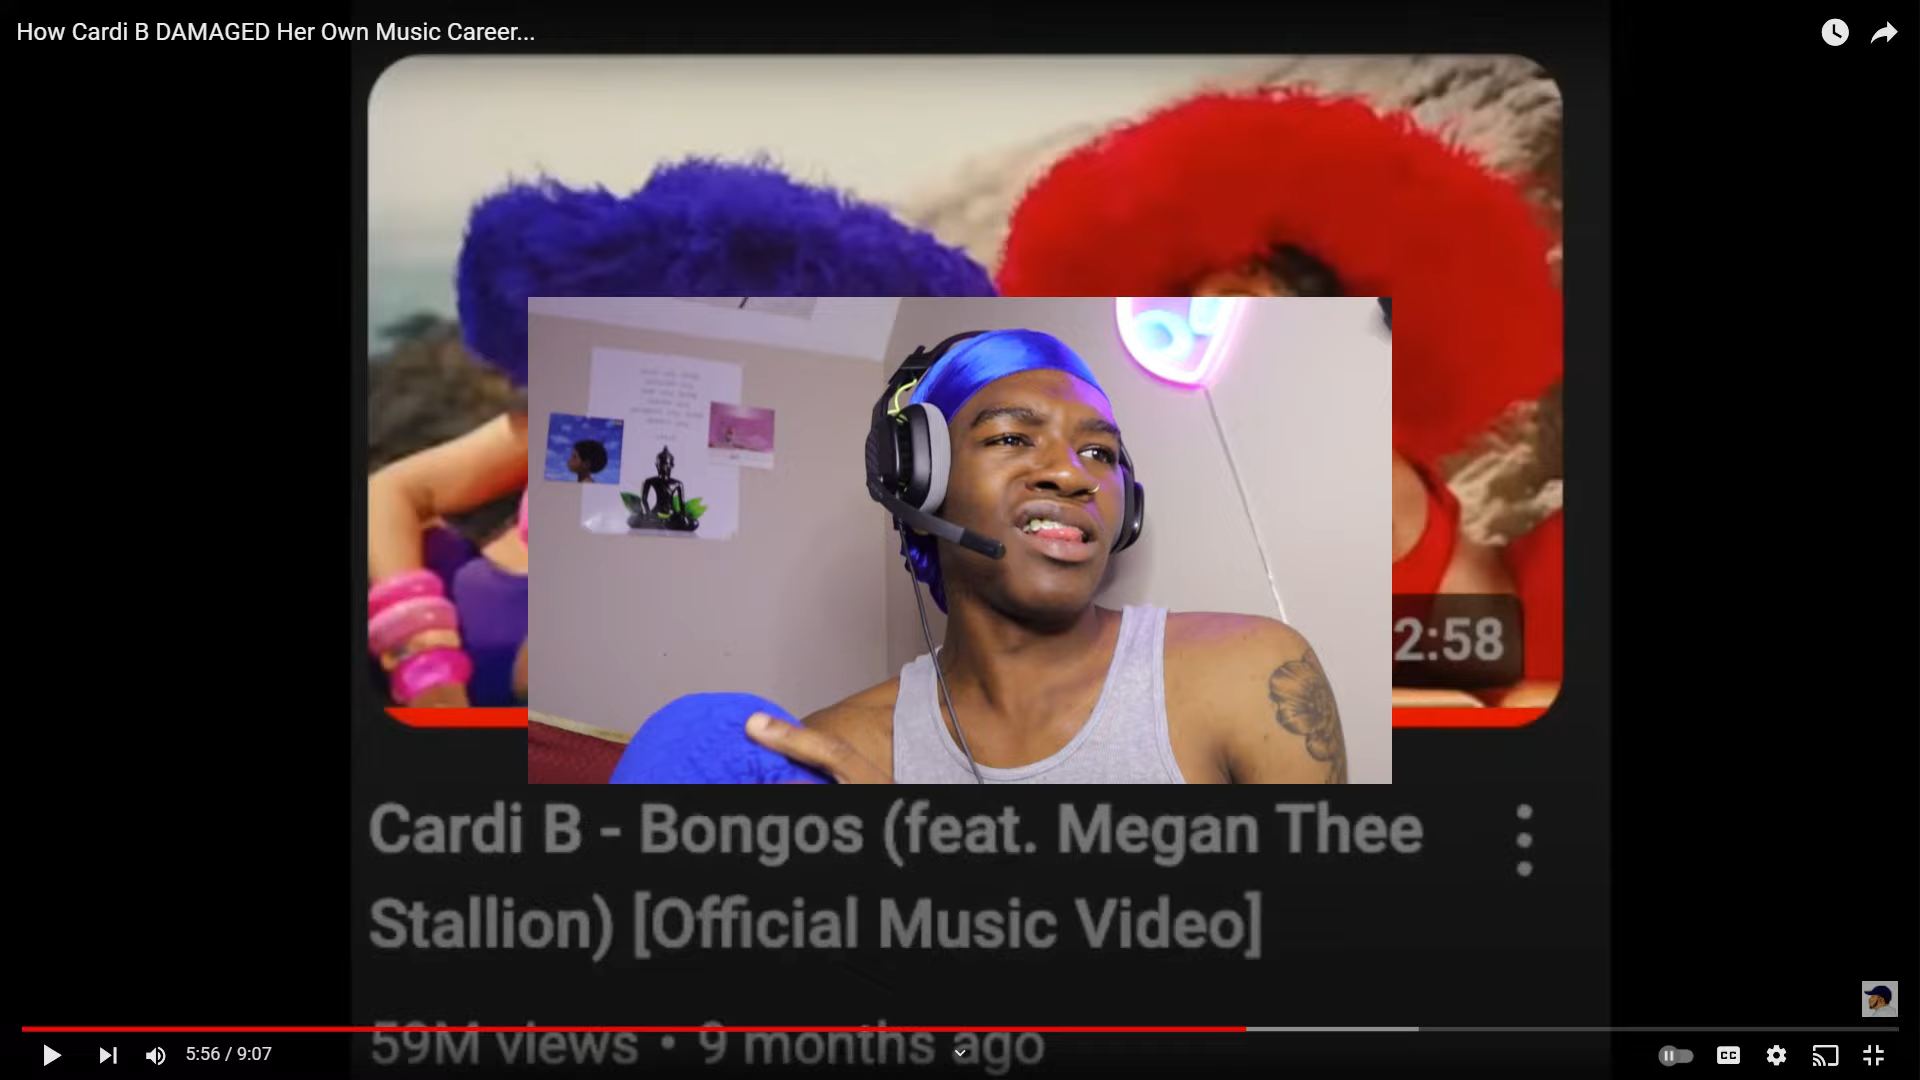 How Cardi B DAMAGED Her Own Music Career...
2:58
Cardi B - Bongos (feat. Megan Thee
Stallion) [Official Music Video]
59M views • 9 months ago
5:56 / 9:07
CC